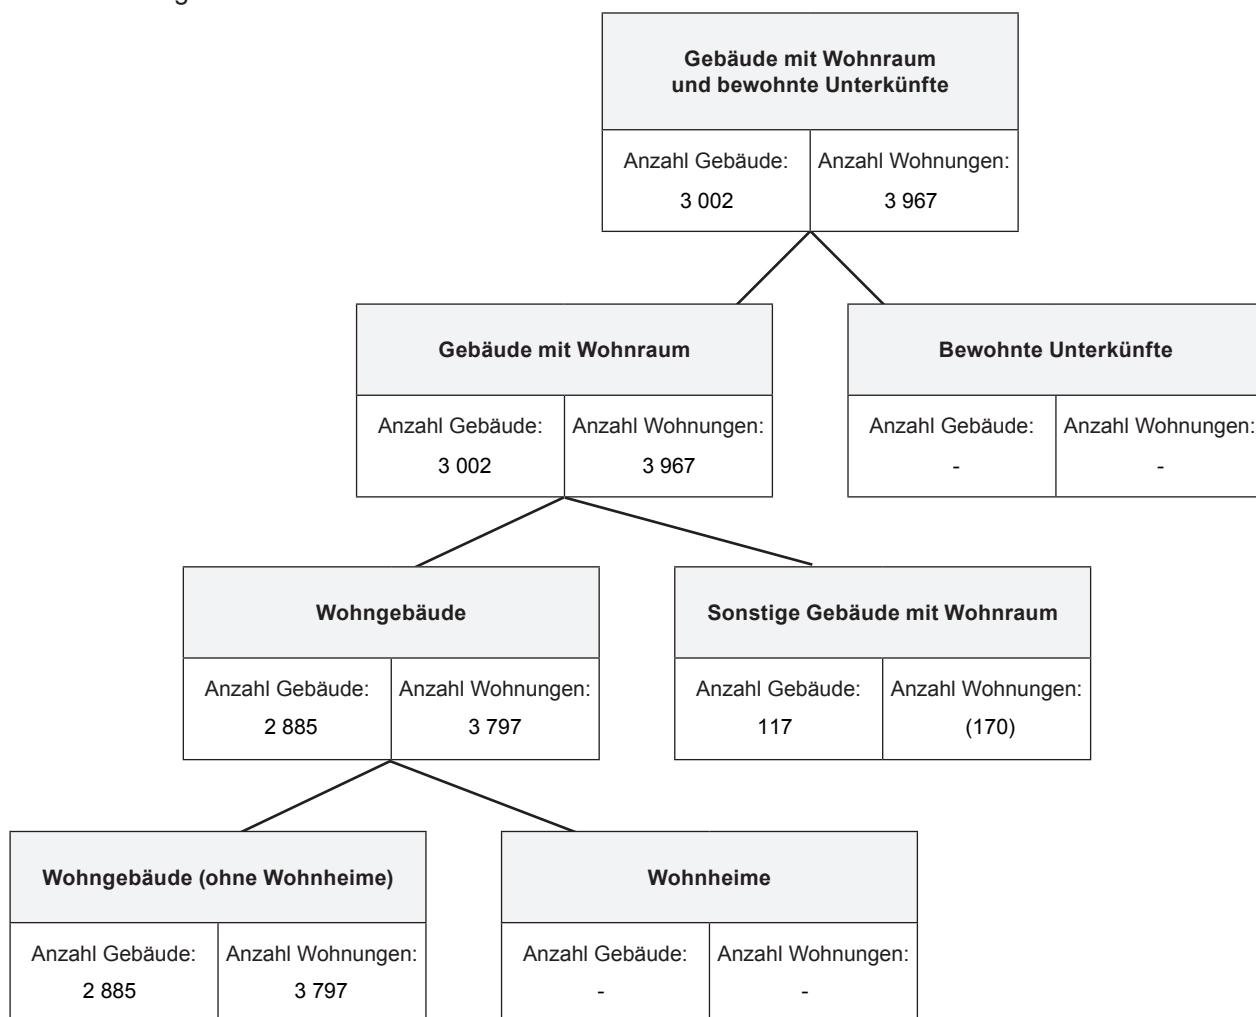 Gebäude mit Wohnraum
und bewohnte Unterkünfte
Anzahl Gebäude: Anzahl Wohnungen:
3 002 3 967
Gebäude mit Wohnraum Bewohnte Unterkünfte
Anzahl Gebäude: Anzahl Wohnungen: Anzahl Gebäude: Anzahl Wohnungen:
3 002 3 967 - -
Wohngebäude Sonstige Gebäude mit Wohnraum
Anzahl Gebäude: Anzahl Wohnungen: Anzahl Gebäude: Anzahl Wohnungen:
2 885 3 797 117 (170)
Wohngebäude (ohne Wohnheime) Wohnheime
Anzahl Gebäude: Anzahl Wohnungen: Anzahl Gebäude: Anzahl Wohnungen:
2 885 3 797 - -